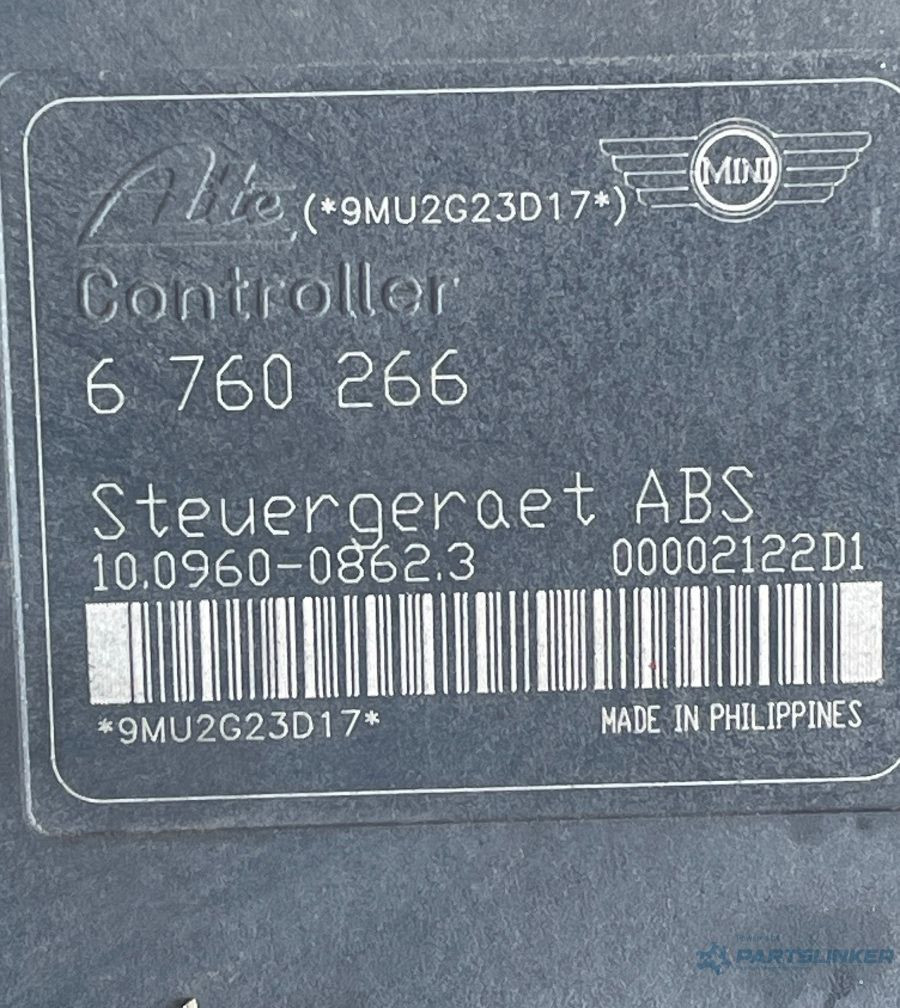 Ate (*9MU2G23D17*) MINI
Controller
6 760 266
Steuergeraet ABS
10.0960-0862.3 00002122D1
*9MU2G23D17* MADE IN PHILIPPINES
PARTSLINKER